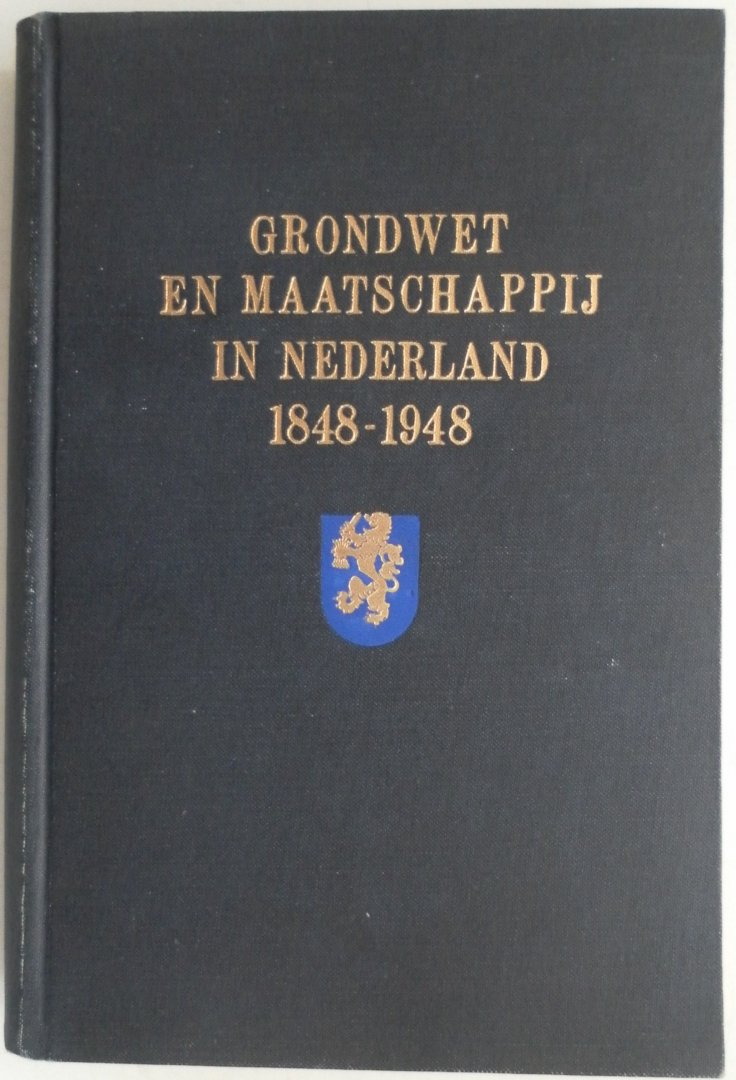 GRONDWET
EN MAATSCHAPPIJ
IN NEDERLAND
1848-1948